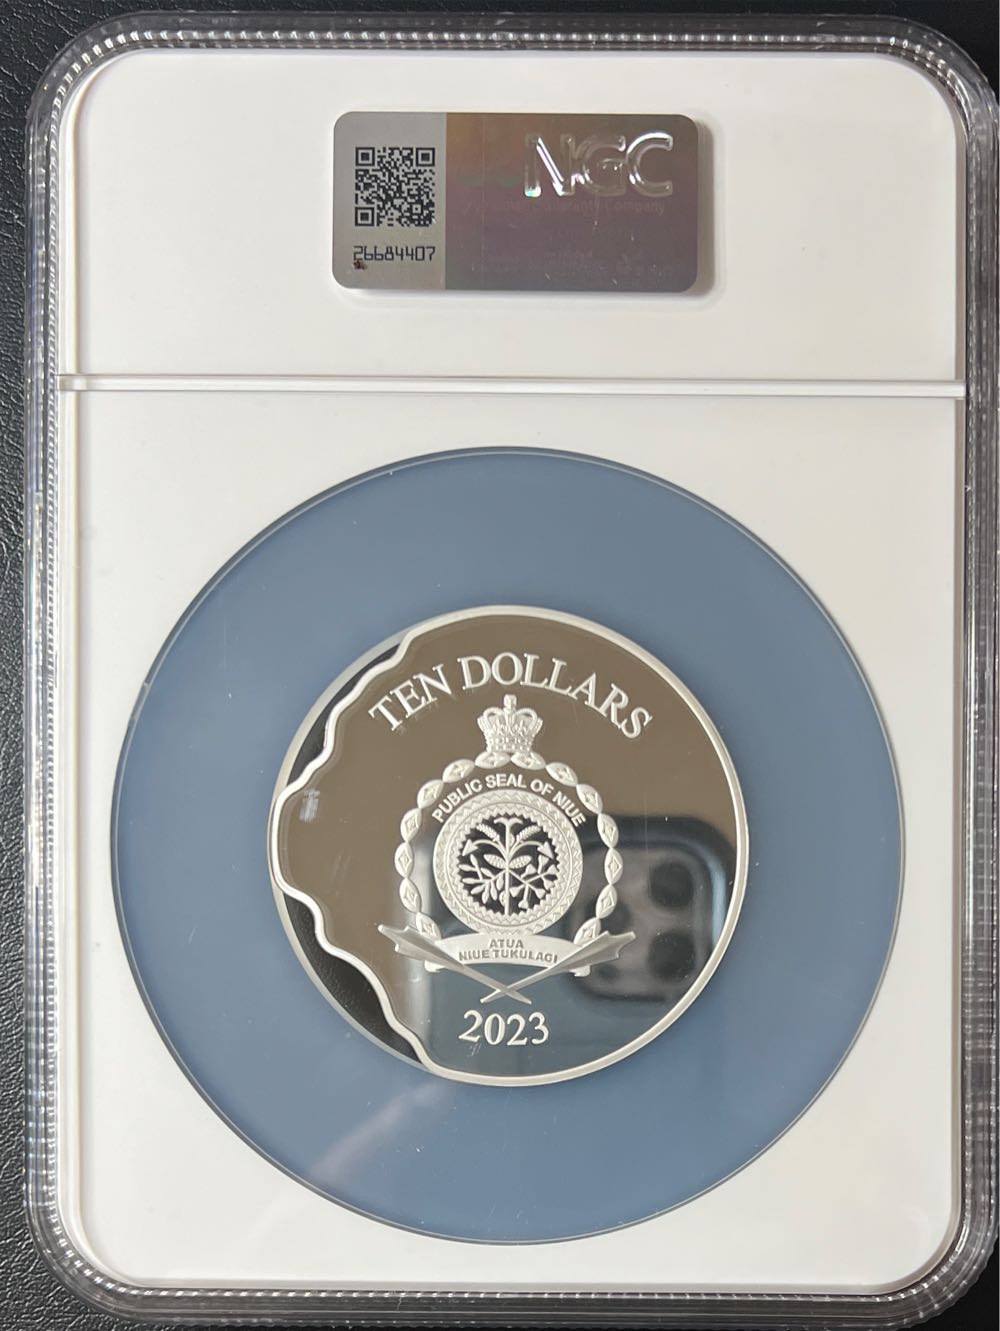 NGC
26684407
TEN DOLLARS
PUBLIC SEAL OF NIUE
ATUA
NIUE TUKULAGI
2023